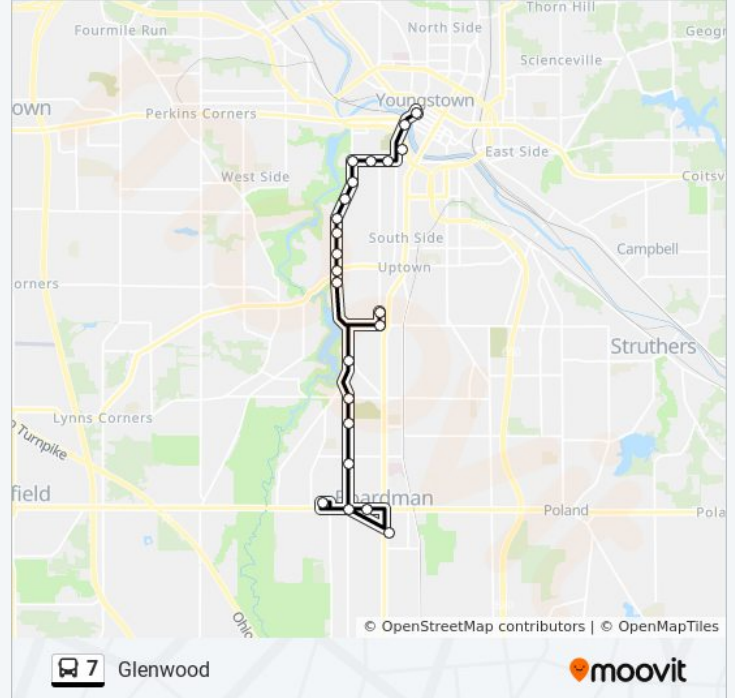 Thorn Hill
Fourmile Run
North Side
Geogr
Scienceville
own
Youngstown
Perkins Corners
East Side
Coitsv
West Side
South Side
Campbell
Uptown
orners
Struthers
Lynns Corners
o Turnpike
field
Boardman
Poland
Pola
Ohio
© OpenStreetMap contributors | © OpenMapTiles
7 Glenwood
moovit